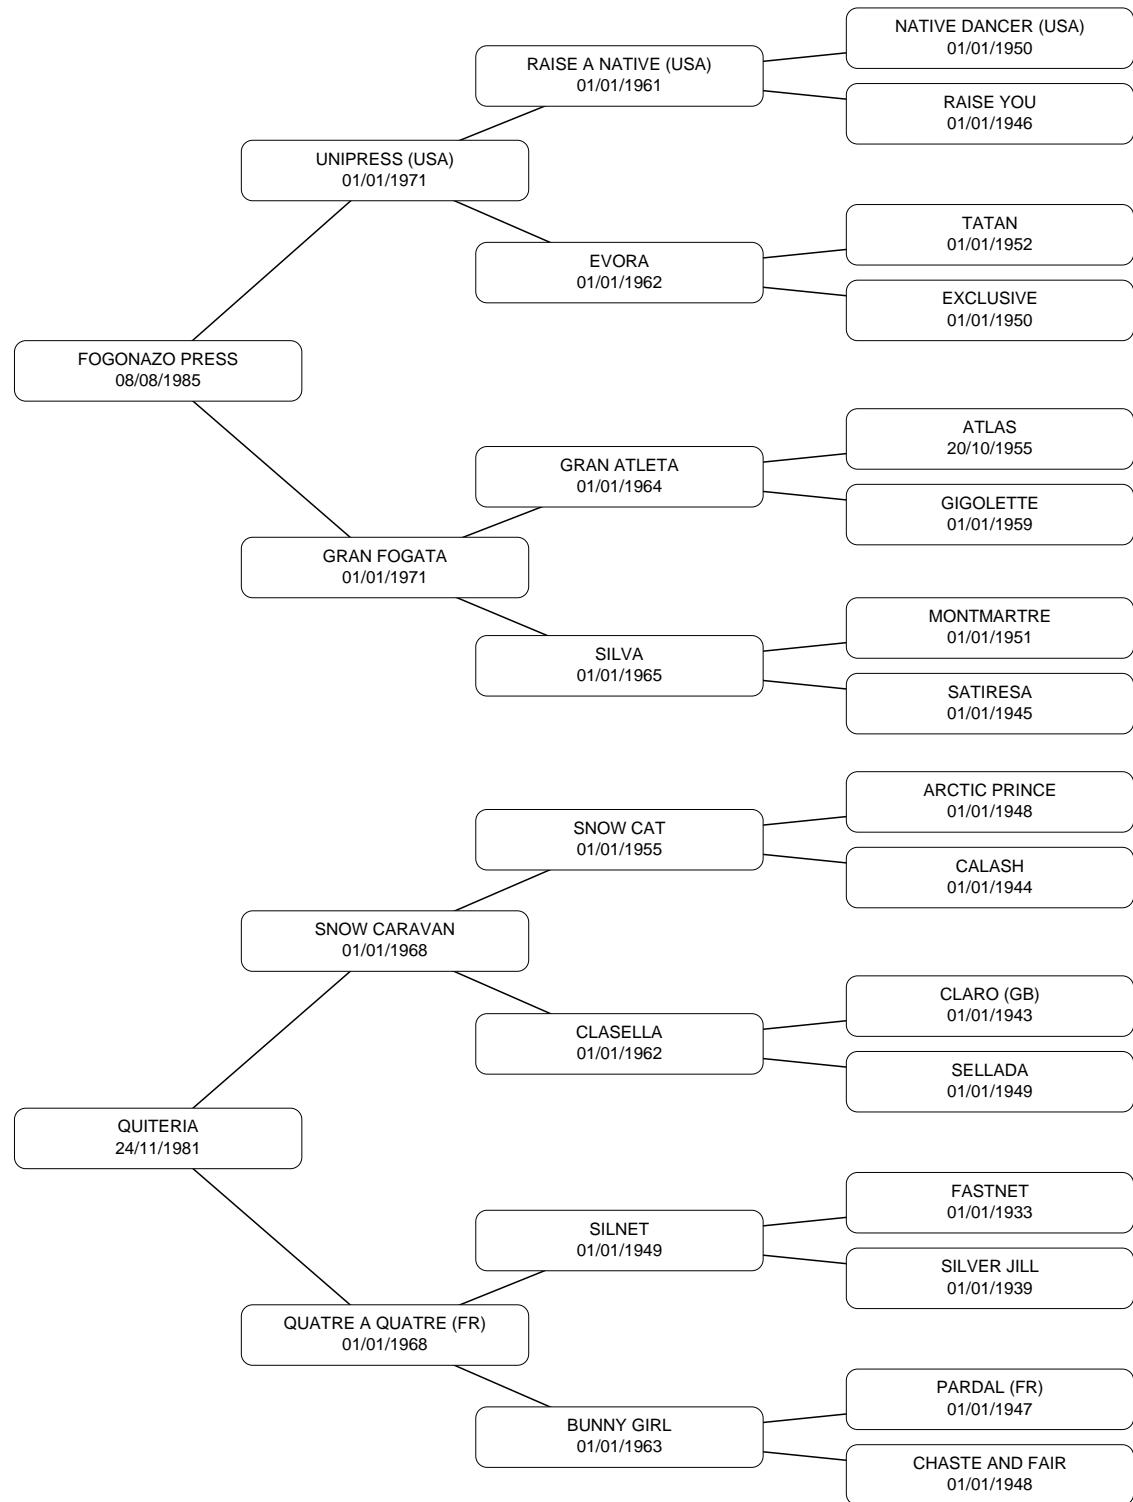 NATIVE DANCER (USA)
01/01/1950
RAISE A NATIVE (USA)
01/01/1961
RAISE YOU
01/01/1946
UNIPRESS (USA)
01/01/1971
TATAN
01/01/1952
EVORA
01/01/1962
EXCLUSIVE
01/01/1950
FOGONAZO PRESS
08/08/1985
ATLAS
20/10/1955
GRAN ATLETA
01/01/1964
GIGOLETTE
01/01/1959
GRAN FOGATA
01/01/1971
MONTMARTRE
01/01/1951
SILVA
01/01/1965
SATIRESA
01/01/1945
ARCTIC PRINCE
01/01/1948
SNOW CAT
01/01/1955
CALASH
01/01/1944
SNOW CARAVAN
01/01/1968
CLARO (GB)
01/01/1943
CLASELLA
01/01/1962
SELLADA
01/01/1949
QUITERIA
24/11/1981
FASTNET
01/01/1933
SILNET
01/01/1949
SILVER JILL
01/01/1939
QUATRE A QUATRE (FR)
01/01/1968
PARDAL (FR)
01/01/1947
BUNNY GIRL
01/01/1963
CHASTE AND FAIR
01/01/1948